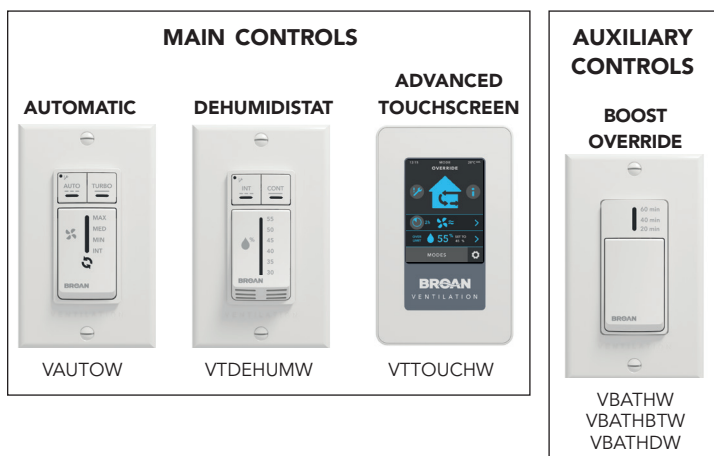 MAIN CONTROLS
AUTOMATIC
AUTO TURBO
MAX
MED
MIN
INT
BROAN
VAUTOW
DEHUMIDISTAT
INT CONT
%
55
50
45
40
35
30
BROAN
VTDEHUMW
ADVANCED
TOUCHSCREEN
OVERRIDE
55 %
MODES
BROAN
VENTILATION
VTTOUCHW
AUXILIARY
CONTROLS
BOOST
OVERRIDE
60 min
40 min
20 min
BROAN
VBATHW
VBATHBTW
VBATHDW